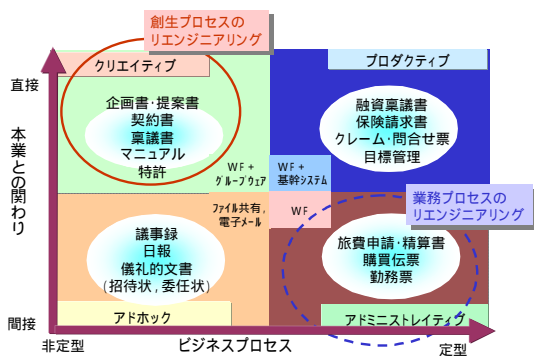 創生プロセスの
リエンジニアリング
クリエイティブ
プロダクティブ
直接
企画書・提案書
契約書
稟議書
マニュアル
特許
融資稟議書
保険請求書
クレーム・問合せ票
目標管理
本業との関わり
WF +
グループウェア
WF +
基幹システム
業務プロセスの
リエンジニアリング
ファイル共有,
電子メール
WF
議事録
日報
儀礼的文書
(招待状,委任状)
旅費申請・精算書
購買伝票
勤務票
アドホック
アドミニストレイティブ
間接
非定型
ビジネスプロセス
定型